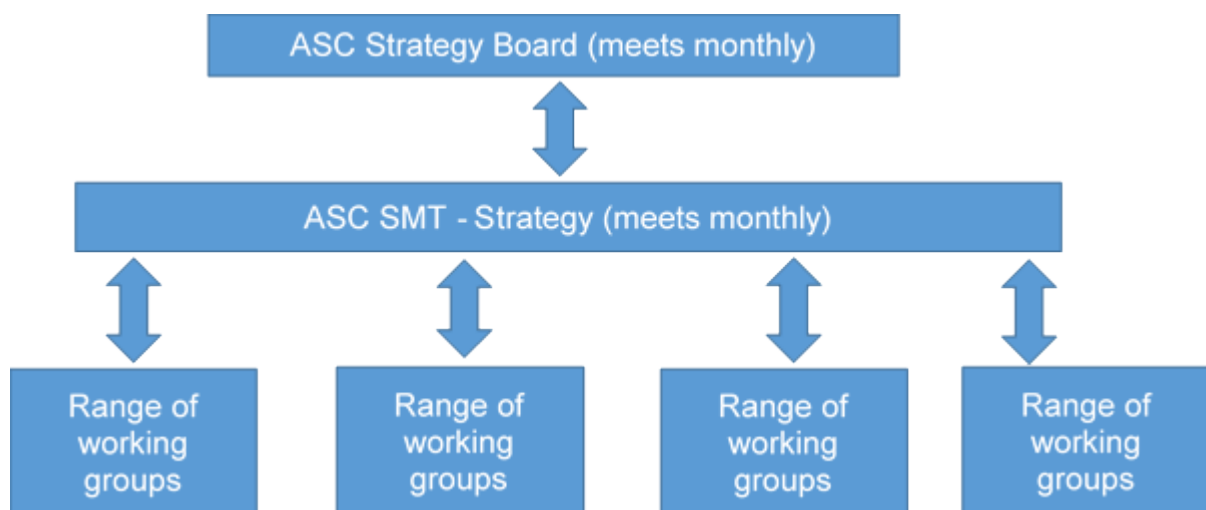 ASC Strategy Board (meets monthly)
ASC SMT - Strategy (meets monthly)
Range of
working
groups
Range of
working
groups
Range of
working
groups
Range of
working
groups